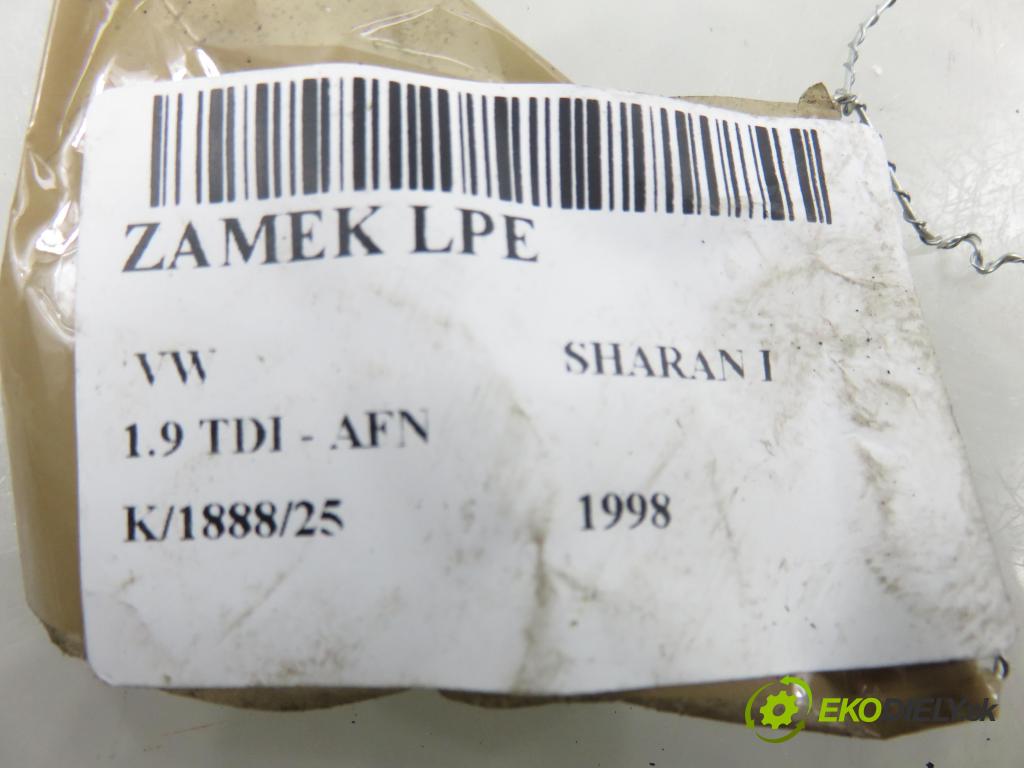 ZAMEK LPE
VW SHARAN I
1.9 TDI - AFN
K/1888/25 1998
EKODIELY.sk